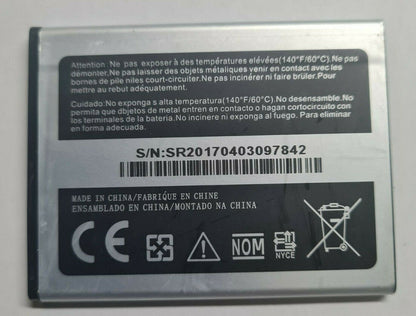 Attention :Ne pas exposer à des températures elévées(140°F/60°C).Ne pas
démonter.Ne pas laisser des objets métalliques entrer en contact avec les
bornes de pile niles court-circuiter.Ne pas incinérer ni faire brûler.Pour
mettre au rebut adéquatement.
Cuidado:No exponga s alta temperatura(140°F/60°C).No desensamble.No
permita que objetos de metal entren en contacto o hagan cortocircuito con
los terminales de la bateria.No incinere ni exponga al fuego.Para eliminar
en forma adecuada.
S/N:SR20170403097842
MADE IN CHINA/FABRIQUÉ EN CHINE
ENSAMBLADO EN CHINA/MONTADO NA CHINA
CE
NOM
NYCE